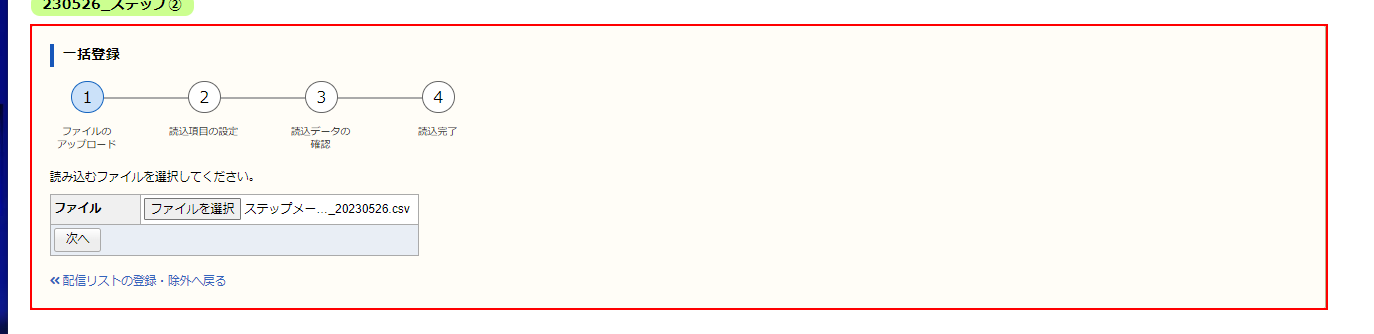 230526_ステップ②
一括登録
1 2 3 4
ファイルの
アップロード
読込項目の設定
読込データの
確認
読込完了
読み込むファイルを選択してください。
ファイル ファイルを選択 ステップメー…_20230526.csv
次へ
«配信リストの登録・除外へ戻る